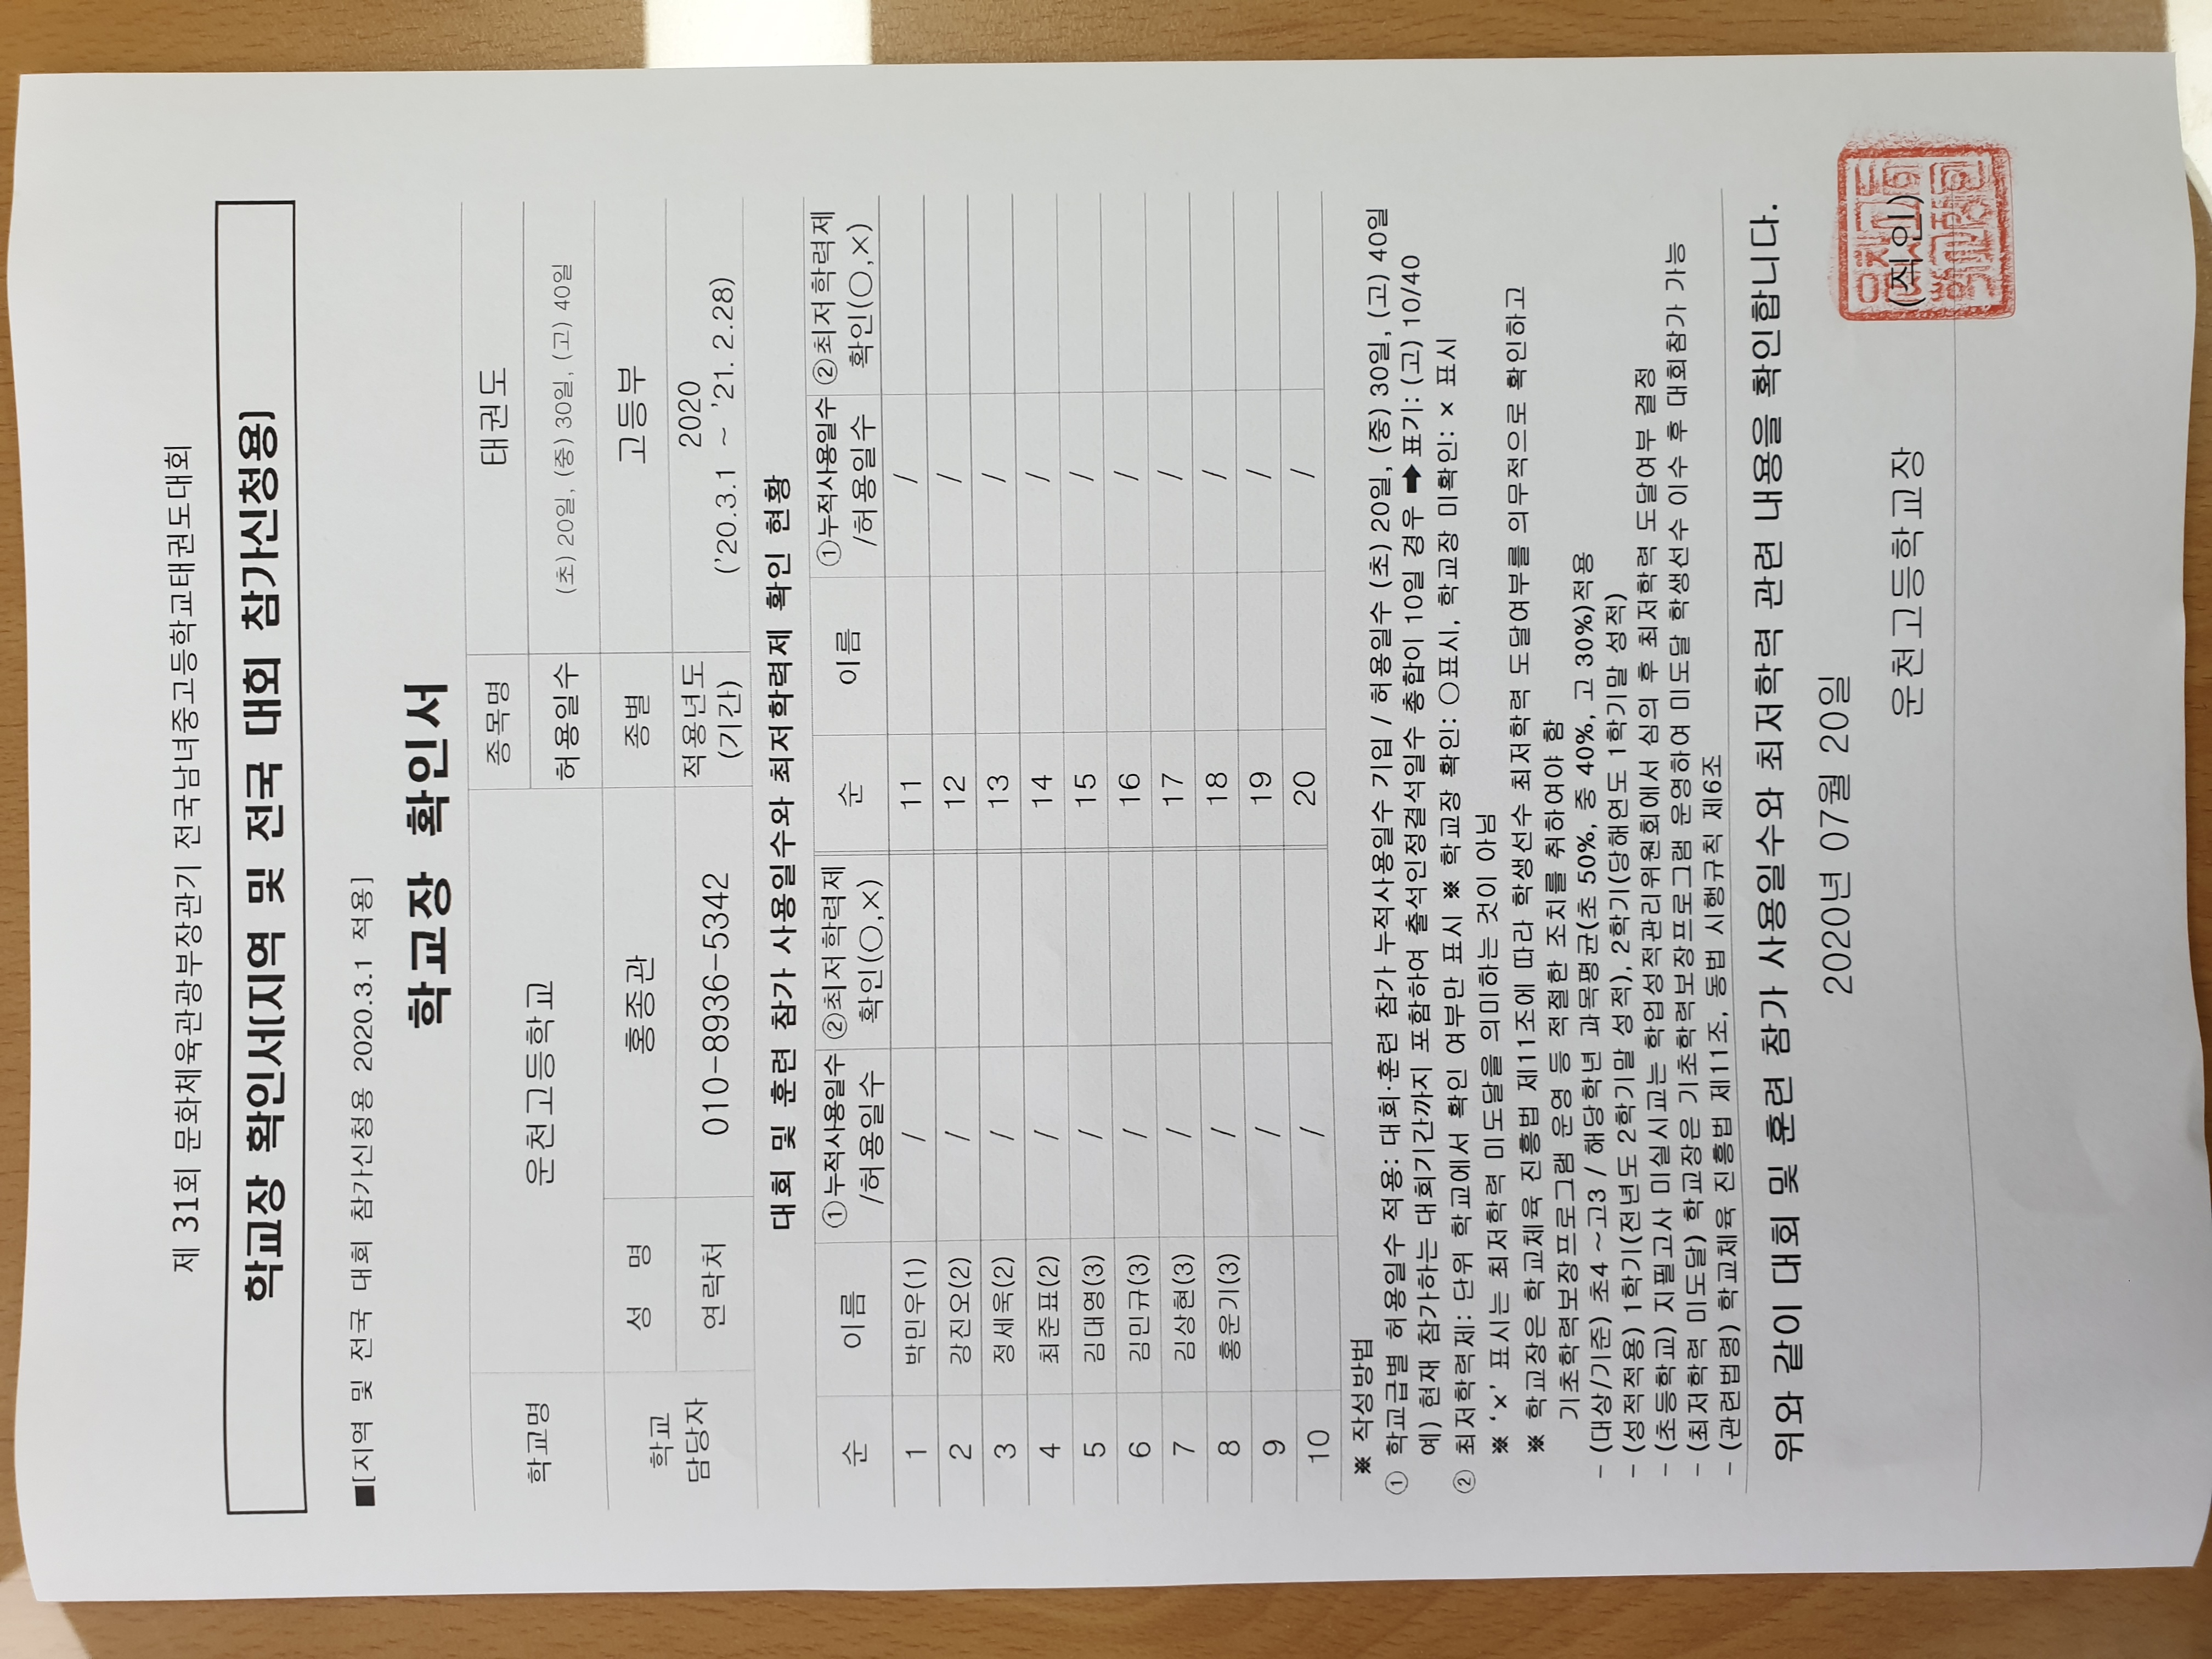 제 31회 문화체육관광부장관기 전국남녀중고등학교태권도대회
학교장 확인서(지역 및 전국 대회 참가신청용)
■[지역 및 전국 대회 참가신청용 2020.3.1 적용]
학교장 확인서
학교명 운천고등학교 종목명 태권도
허용일수 (초) 20일, (중) 30일, (고) 40일
학교 담당자 성 명 홍종관 종별 고등부
연락처 010-8936-5342 적용년도 (기간) 2020 ('20.3.1 ~ '21. 2.28)
대회 및 훈련 참가 사용일수와 최저학력제 확인 현황
순 이름 ①누적사용일수 /허용일수 ②최저학력제 확인(○,×) 순 이름 ①누적사용일수 /허용일수 ②최저학력제 확인(○,×)
1 박민우(1) / 11 /
2 강진오(2) / 12 /
3 정세욱(2) / 13 /
4 최준표(2) / 14 /
5 김대영(3) / 15 /
6 김민규(3) / 16 /
7 김상현(3) / 17 /
8 홍운기(3) / 18 /
9 / 19 /
10 / 20 /
※ 작성방법
① 학교급별 허용일수 적용: 대회·훈련 참가 누적사용일수 기입 / 허용일수 (초) 20일, (중) 30일, (고) 40일
예) 현재 참가하는 대회기간까지 포함하여 출석인정결석일수 총합이 10일 경우 ➡ 표기: (고) 10/40
② 최저학력제: 단위 학교에서 확인 여부만 표시 ※ 학교장 확인: ○표시, 학교장 미확인: × 표시
※ '×' 표시는 최저학력 미도달을 의미하는 것이 아님
※ 학교장은 학교체육 진흥법 제11조에 따라 학생선수 최저학력 도달여부를 의무적으로 확인하고
기초학력보장프로그램 운영 등 적절한 조치를 취하여야 함
- (대상/기준) 초4 ~ 고3 / 해당학년 과목평균(초 50%, 중 40%, 고 30%)적용
- (성적적용) 1학기(전년도 2학기말 성적), 2학기(당해연도 1학기말 성적)
- (초등학교) 지필고사 미실시교는 학업성적관리위원회에서 심의 후 최저학력 도달여부 결정
- (최저학력 미도달) 학교장은 기초학력보장프로그램 운영하여 미도달 학생선수 이수 후 대회참가 가능
- (관련법령) 학교체육 진흥법 제11조, 동법 시행규칙 제6조
위와 같이 대회 및 훈련 참가 사용일수와 최저학력 관련 내용을 확인합니다.
2020년 07월 20일
운천고등학교장 (직인)